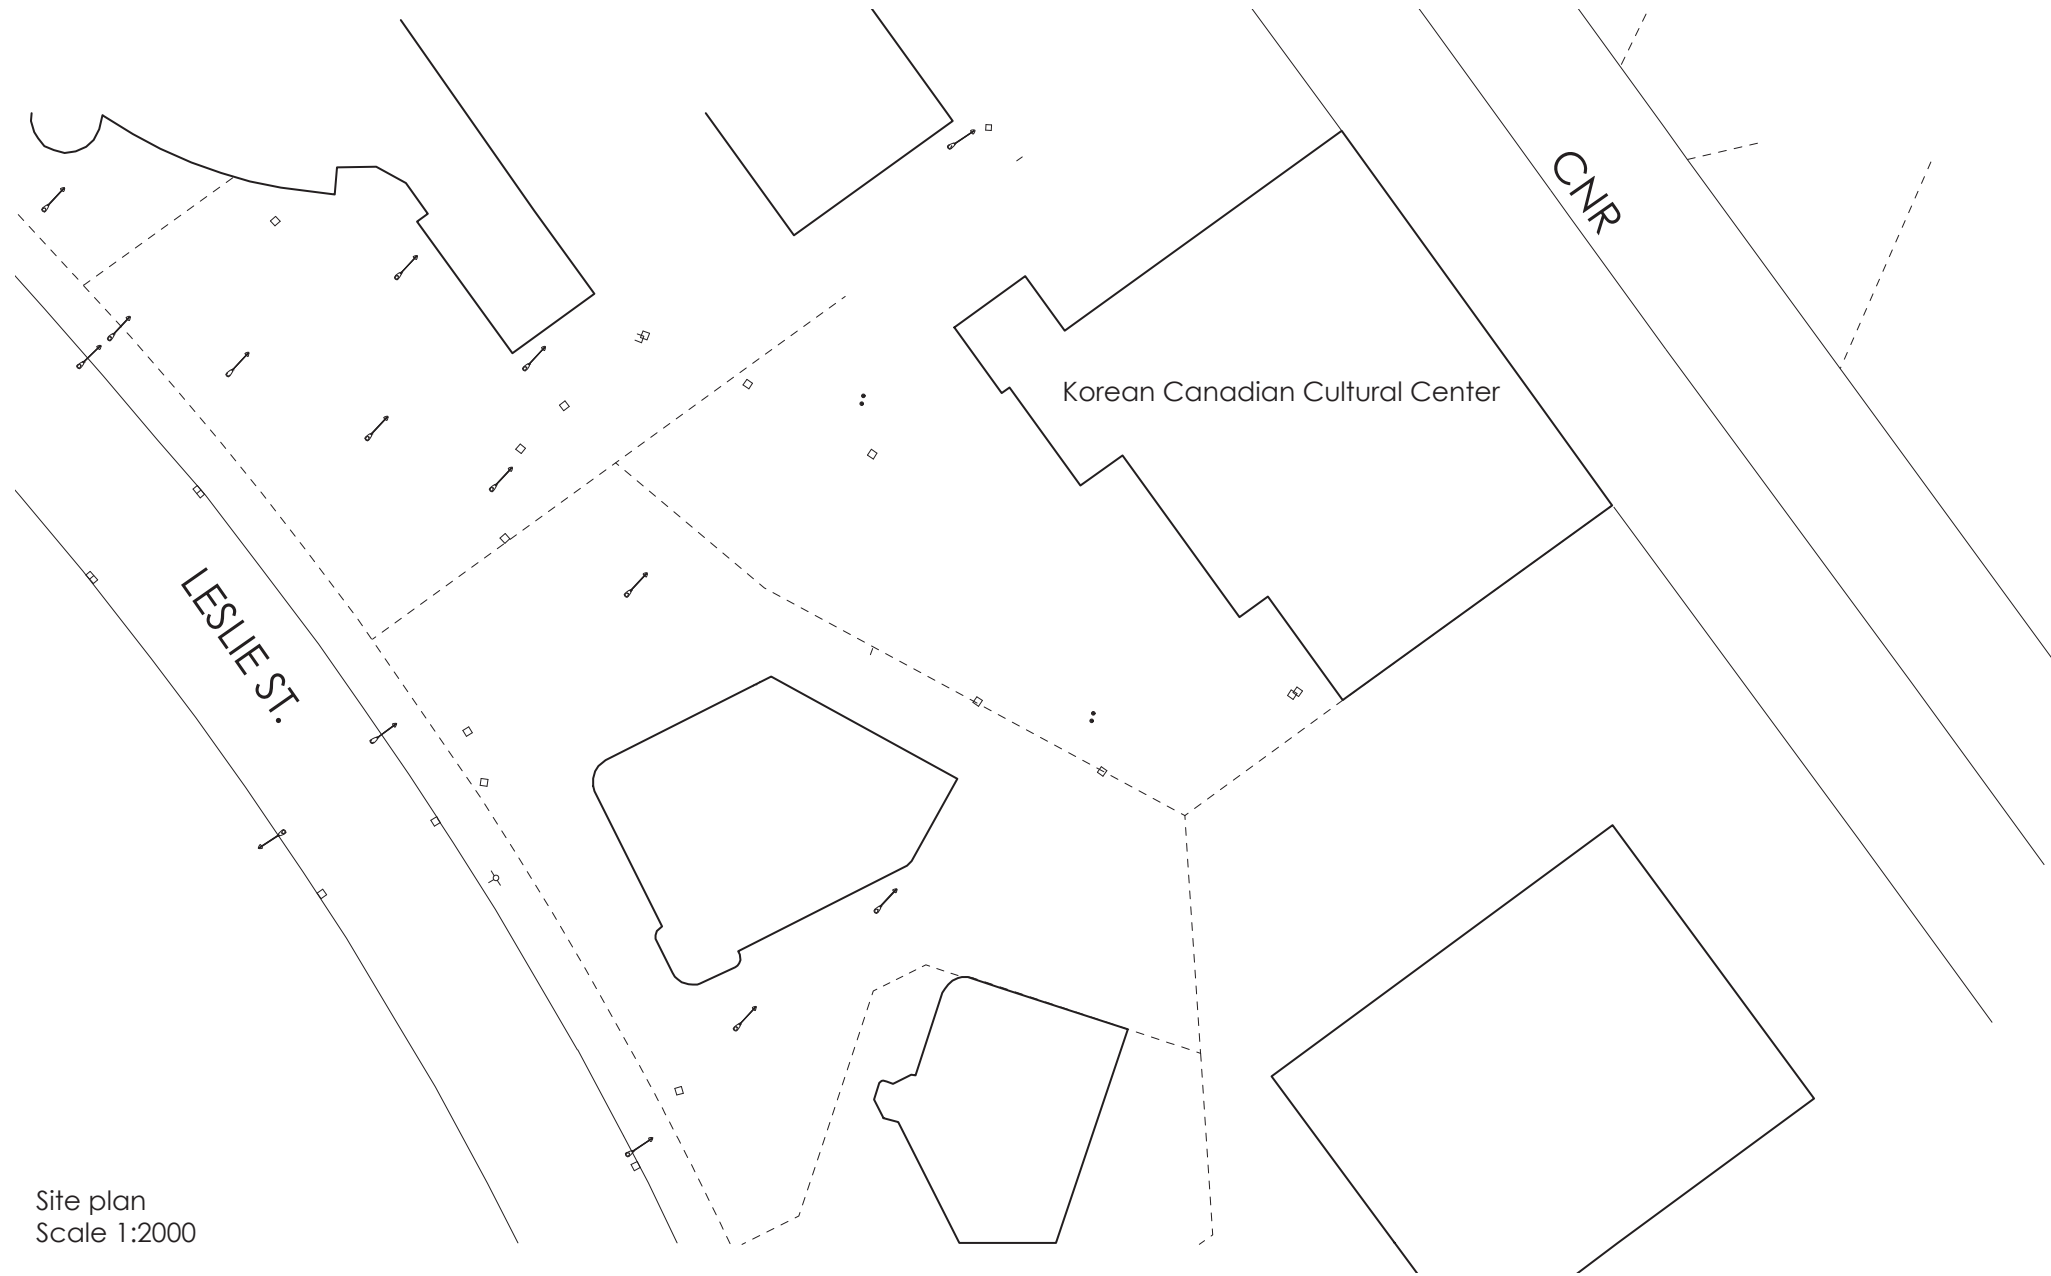 CNR
Korean Canadian Cultural Center
LESLIE ST.
Site plan
Scale 1:2000